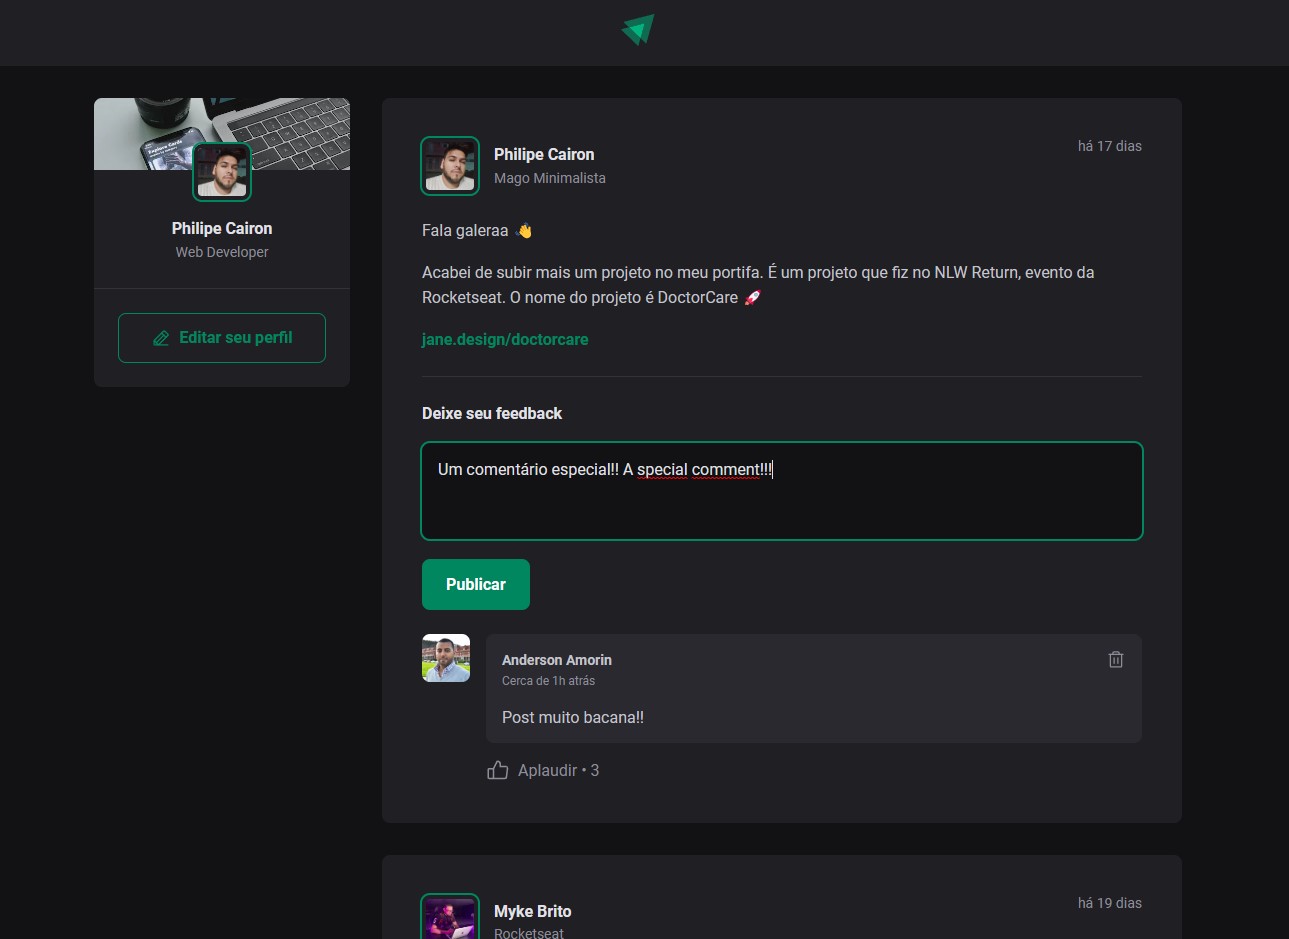 Philipe Cairon
Web Developer
Editar seu perfil
Philipe Cairon
Mago Minimalista
há 17 dias
Fala galeraa 👋
Acabei de subir mais um projeto no meu portifa. É um projeto que fiz no NLW Return, evento da
Rocketseat. O nome do projeto é DoctorCare 🚀
jane.design/doctorcare
Deixe seu feedback
Um comentário especial!! A special comment!!!
Publicar
Anderson Amorin
Cerca de 1h atrás
Post muito bacana!!
Aplaudir • 3
Myke Brito
Rocketseat
há 19 dias